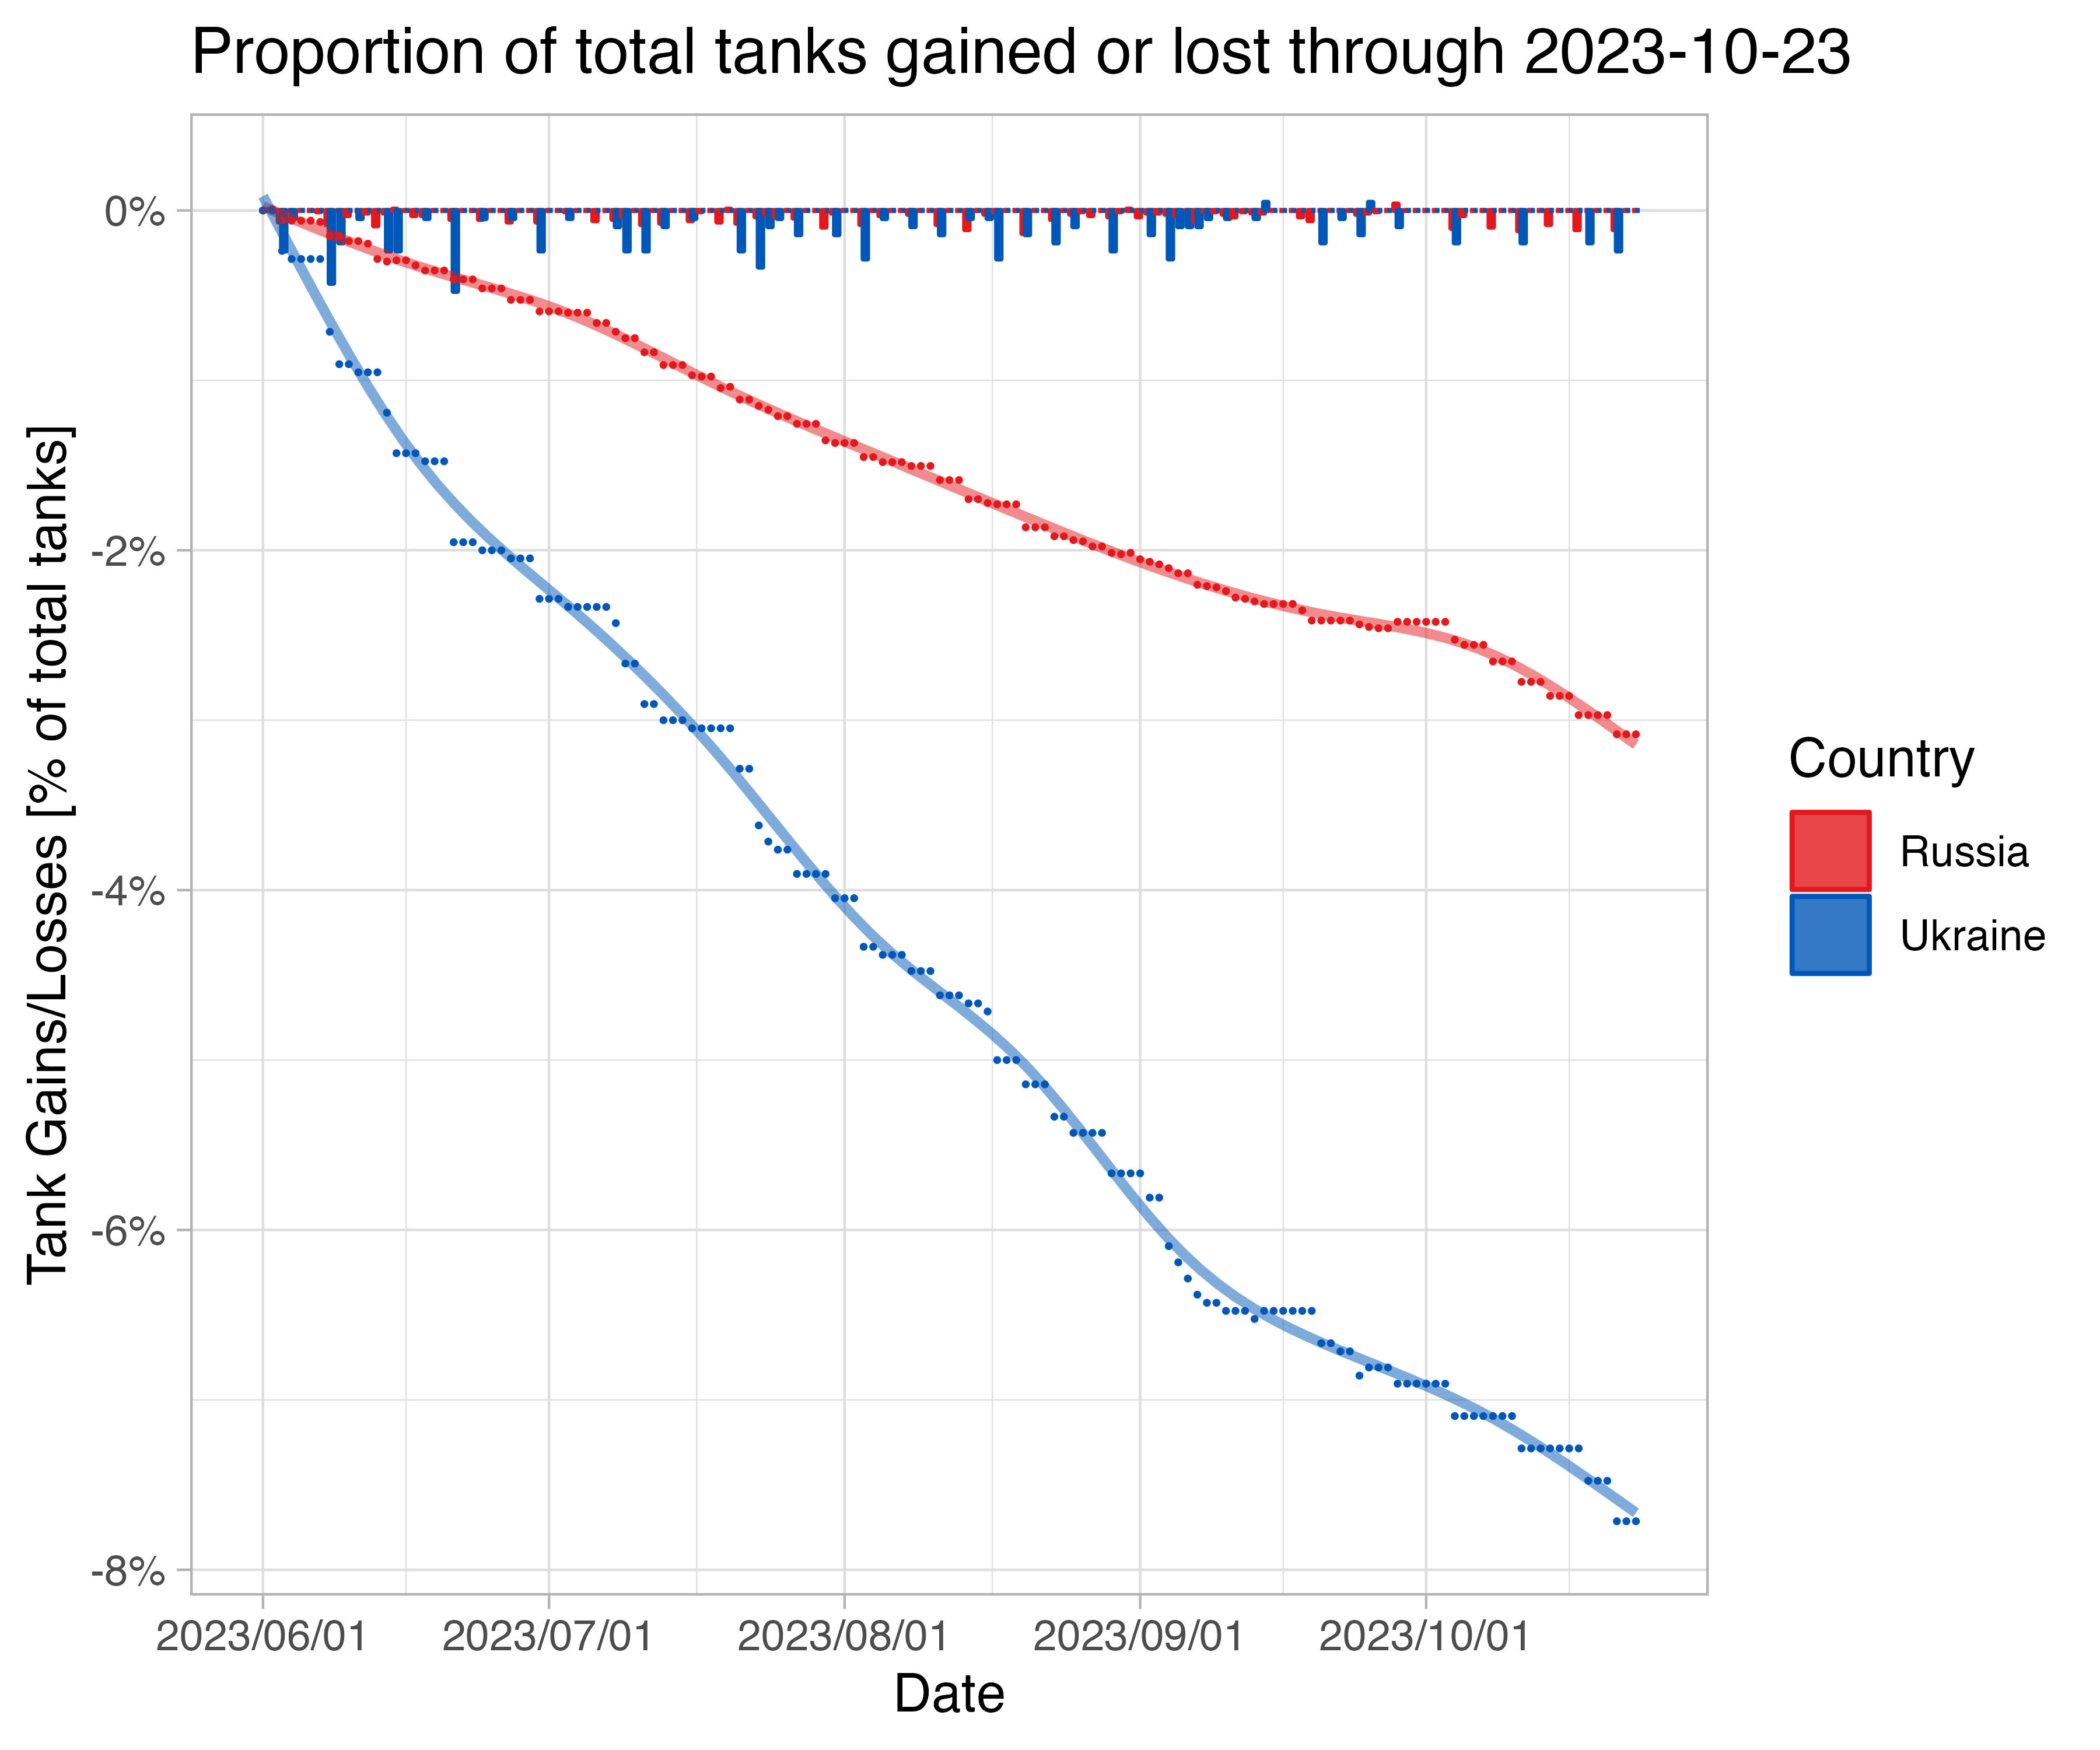 Proportion of total tanks gained or lost through 2023-10-23
Tank Gains/Losses [% of total tanks]
0%
-2%
-4%
-6%
-8%
2023/06/01
2023/07/01
2023/08/01
2023/09/01
2023/10/01
Date
Country
Russia
Ukraine